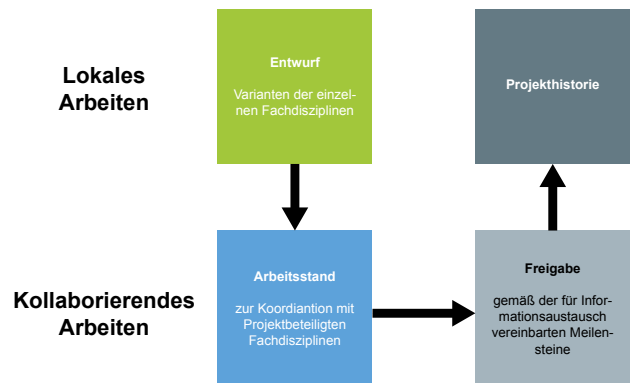 Lokales
Arbeiten
Entwurf
Varianten der einzel-
nen Fachdisziplinen
Projekthistorie
Kollaborierendes
Arbeiten
Arbeitsstand
zur Koordiantion mit
Projektbeteiligten
Fachdisziplinen
Freigabe
gemäß der für Infor-
mationsaustausch
vereinbarten Meilen-
steine